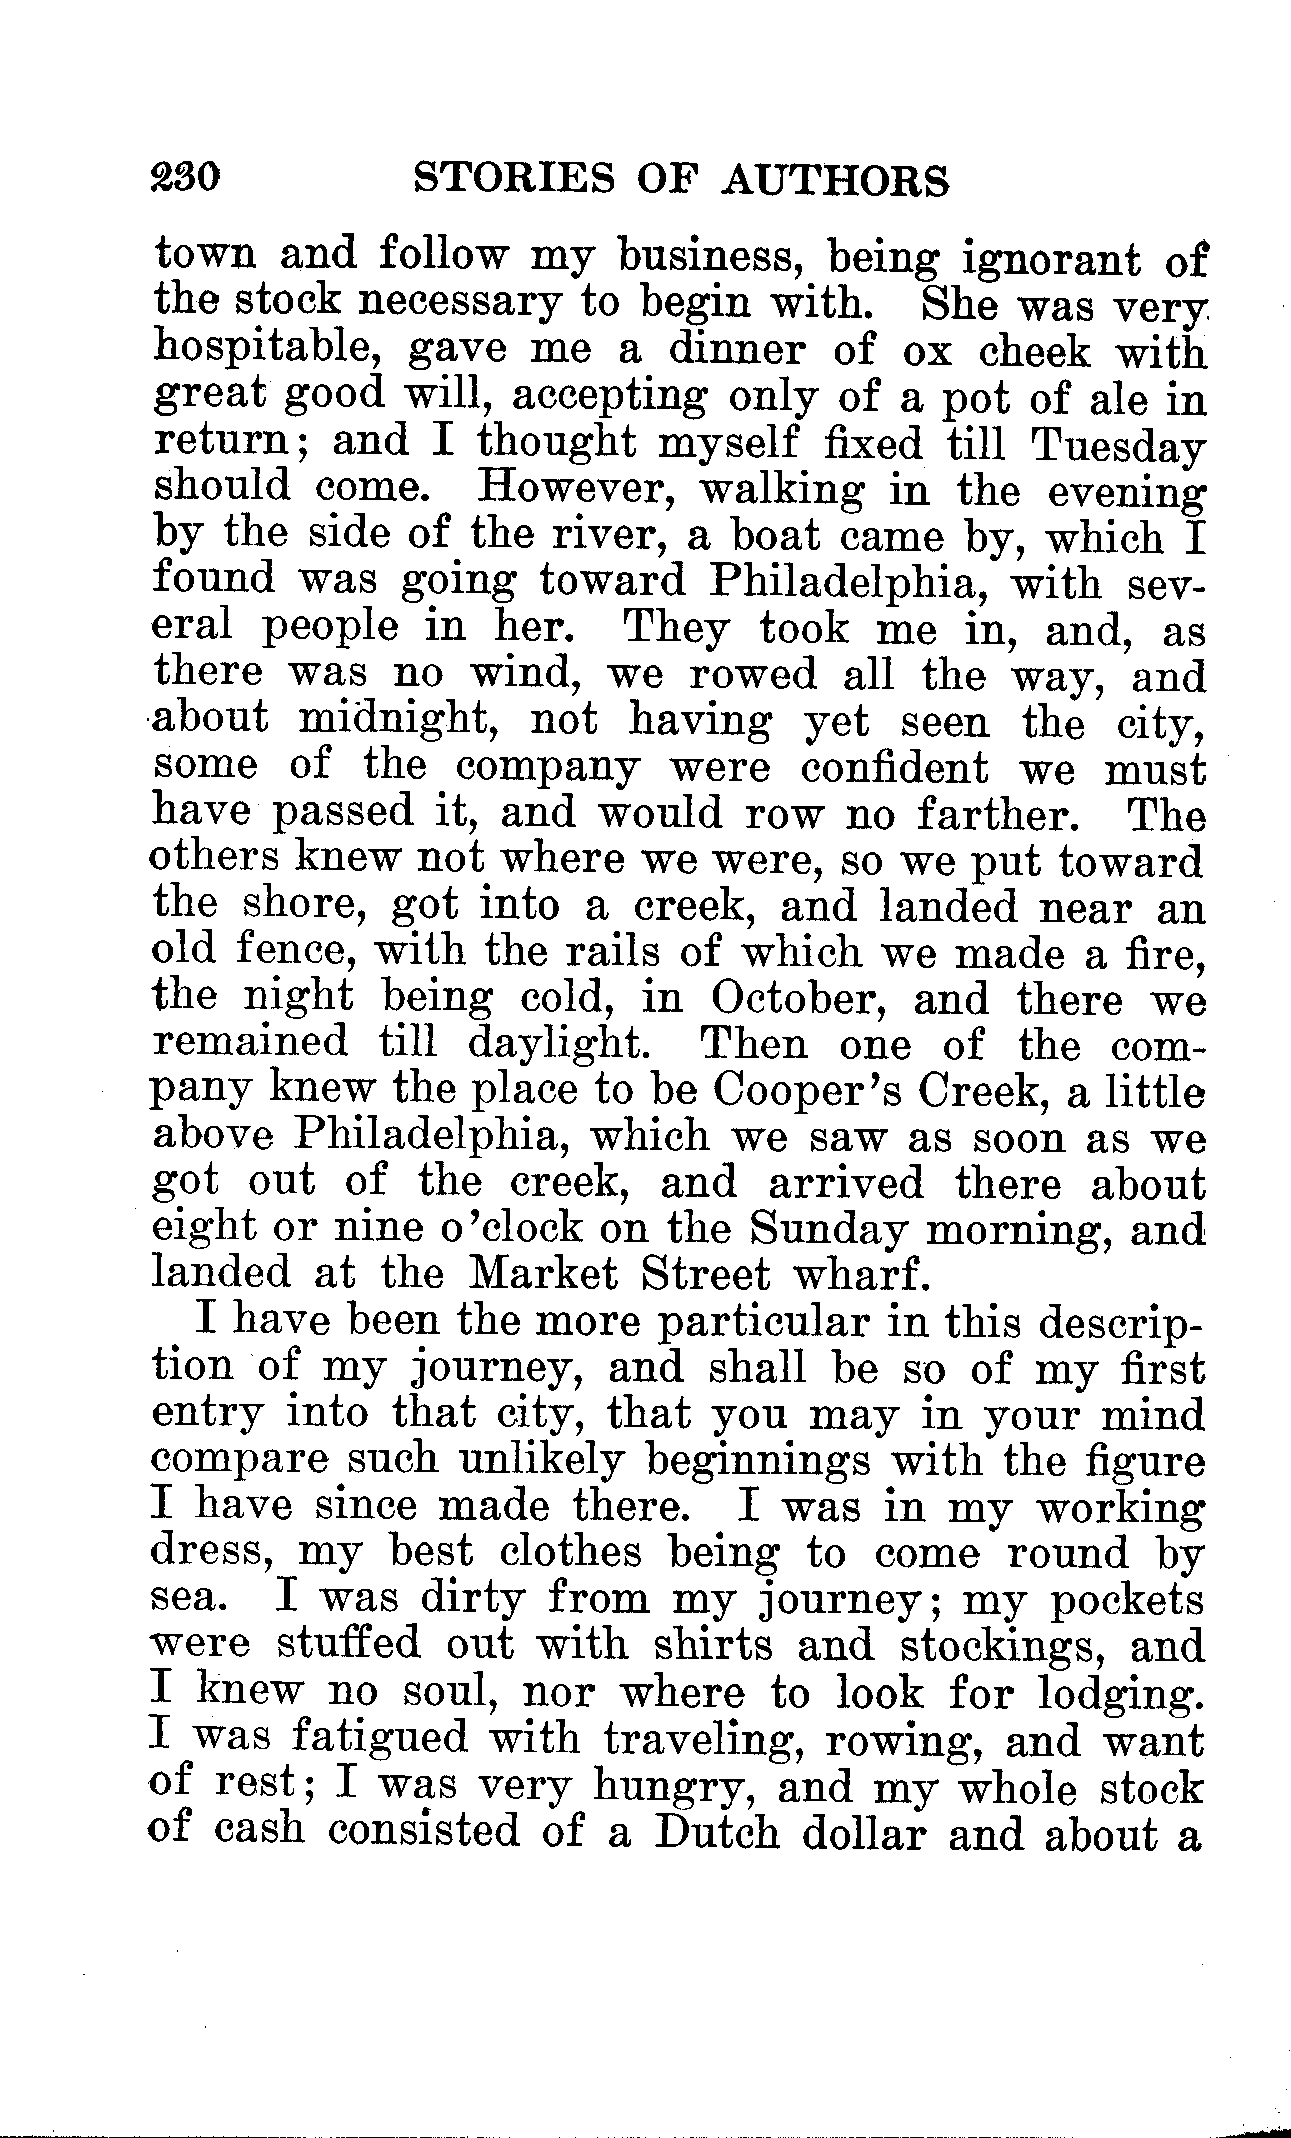 230 STORIES OF AUTHORS
town and follow my business, being ignorant of
the stock necessary to begin with. She was very
hospitable, gave me a dinner of ox cheek with
great good will, accepting only of a pot of ale in
return; and I thought myself fixed till Tuesday
should come. However, walking in the evening
by the side of the river, a boat came by, which I
found was going toward Philadelphia, with sev-
eral people in her. They took me in, and, as
there was no wind, we rowed all the way, and
about midnight, not having yet seen the city,
some of the company were confident we must
have passed it, and would row no farther. The
others knew not where we were, so we put toward
the shore, got into a creek, and landed near an
old fence, with the rails of which we made a fire,
the night being cold, in October, and there we
remained till daylight. Then one of the com-
pany knew the place to be Cooper's Creek, a little
above Philadelphia, which we saw as soon as we
got out of the creek, and arrived there about
eight or nine o'clock on the Sunday morning, and
landed at the Market Street wharf.
I have been the more particular in this descrip-
tion of my journey, and shall be so of my first
entry into that city, that you may in your mind
compare such unlikely beginnings with the figure
I have since made there. I was in my working
dress, my best clothes being to come round by
sea. I was dirty from my journey; my pockets
were stuffed out with shirts and stockings, and
I knew no soul, nor where to look for lodging.
I was fatigued with traveling, rowing, and want
of rest; I was very hungry, and my whole stock
of cash consisted of a Dutch dollar and about a